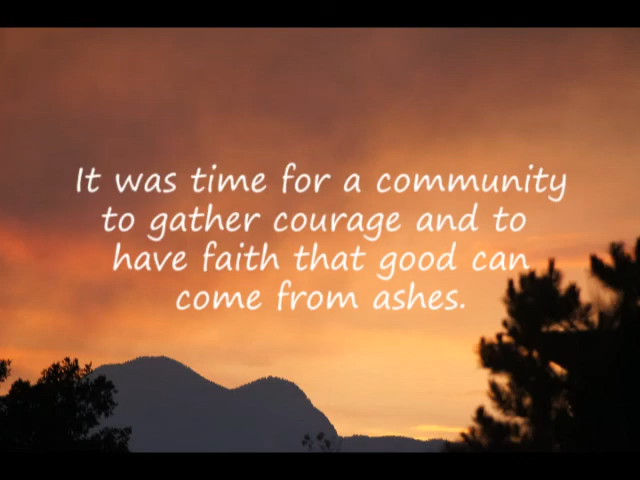 It was time for a community
to gather courage and to
have faith that good can
come from ashes.